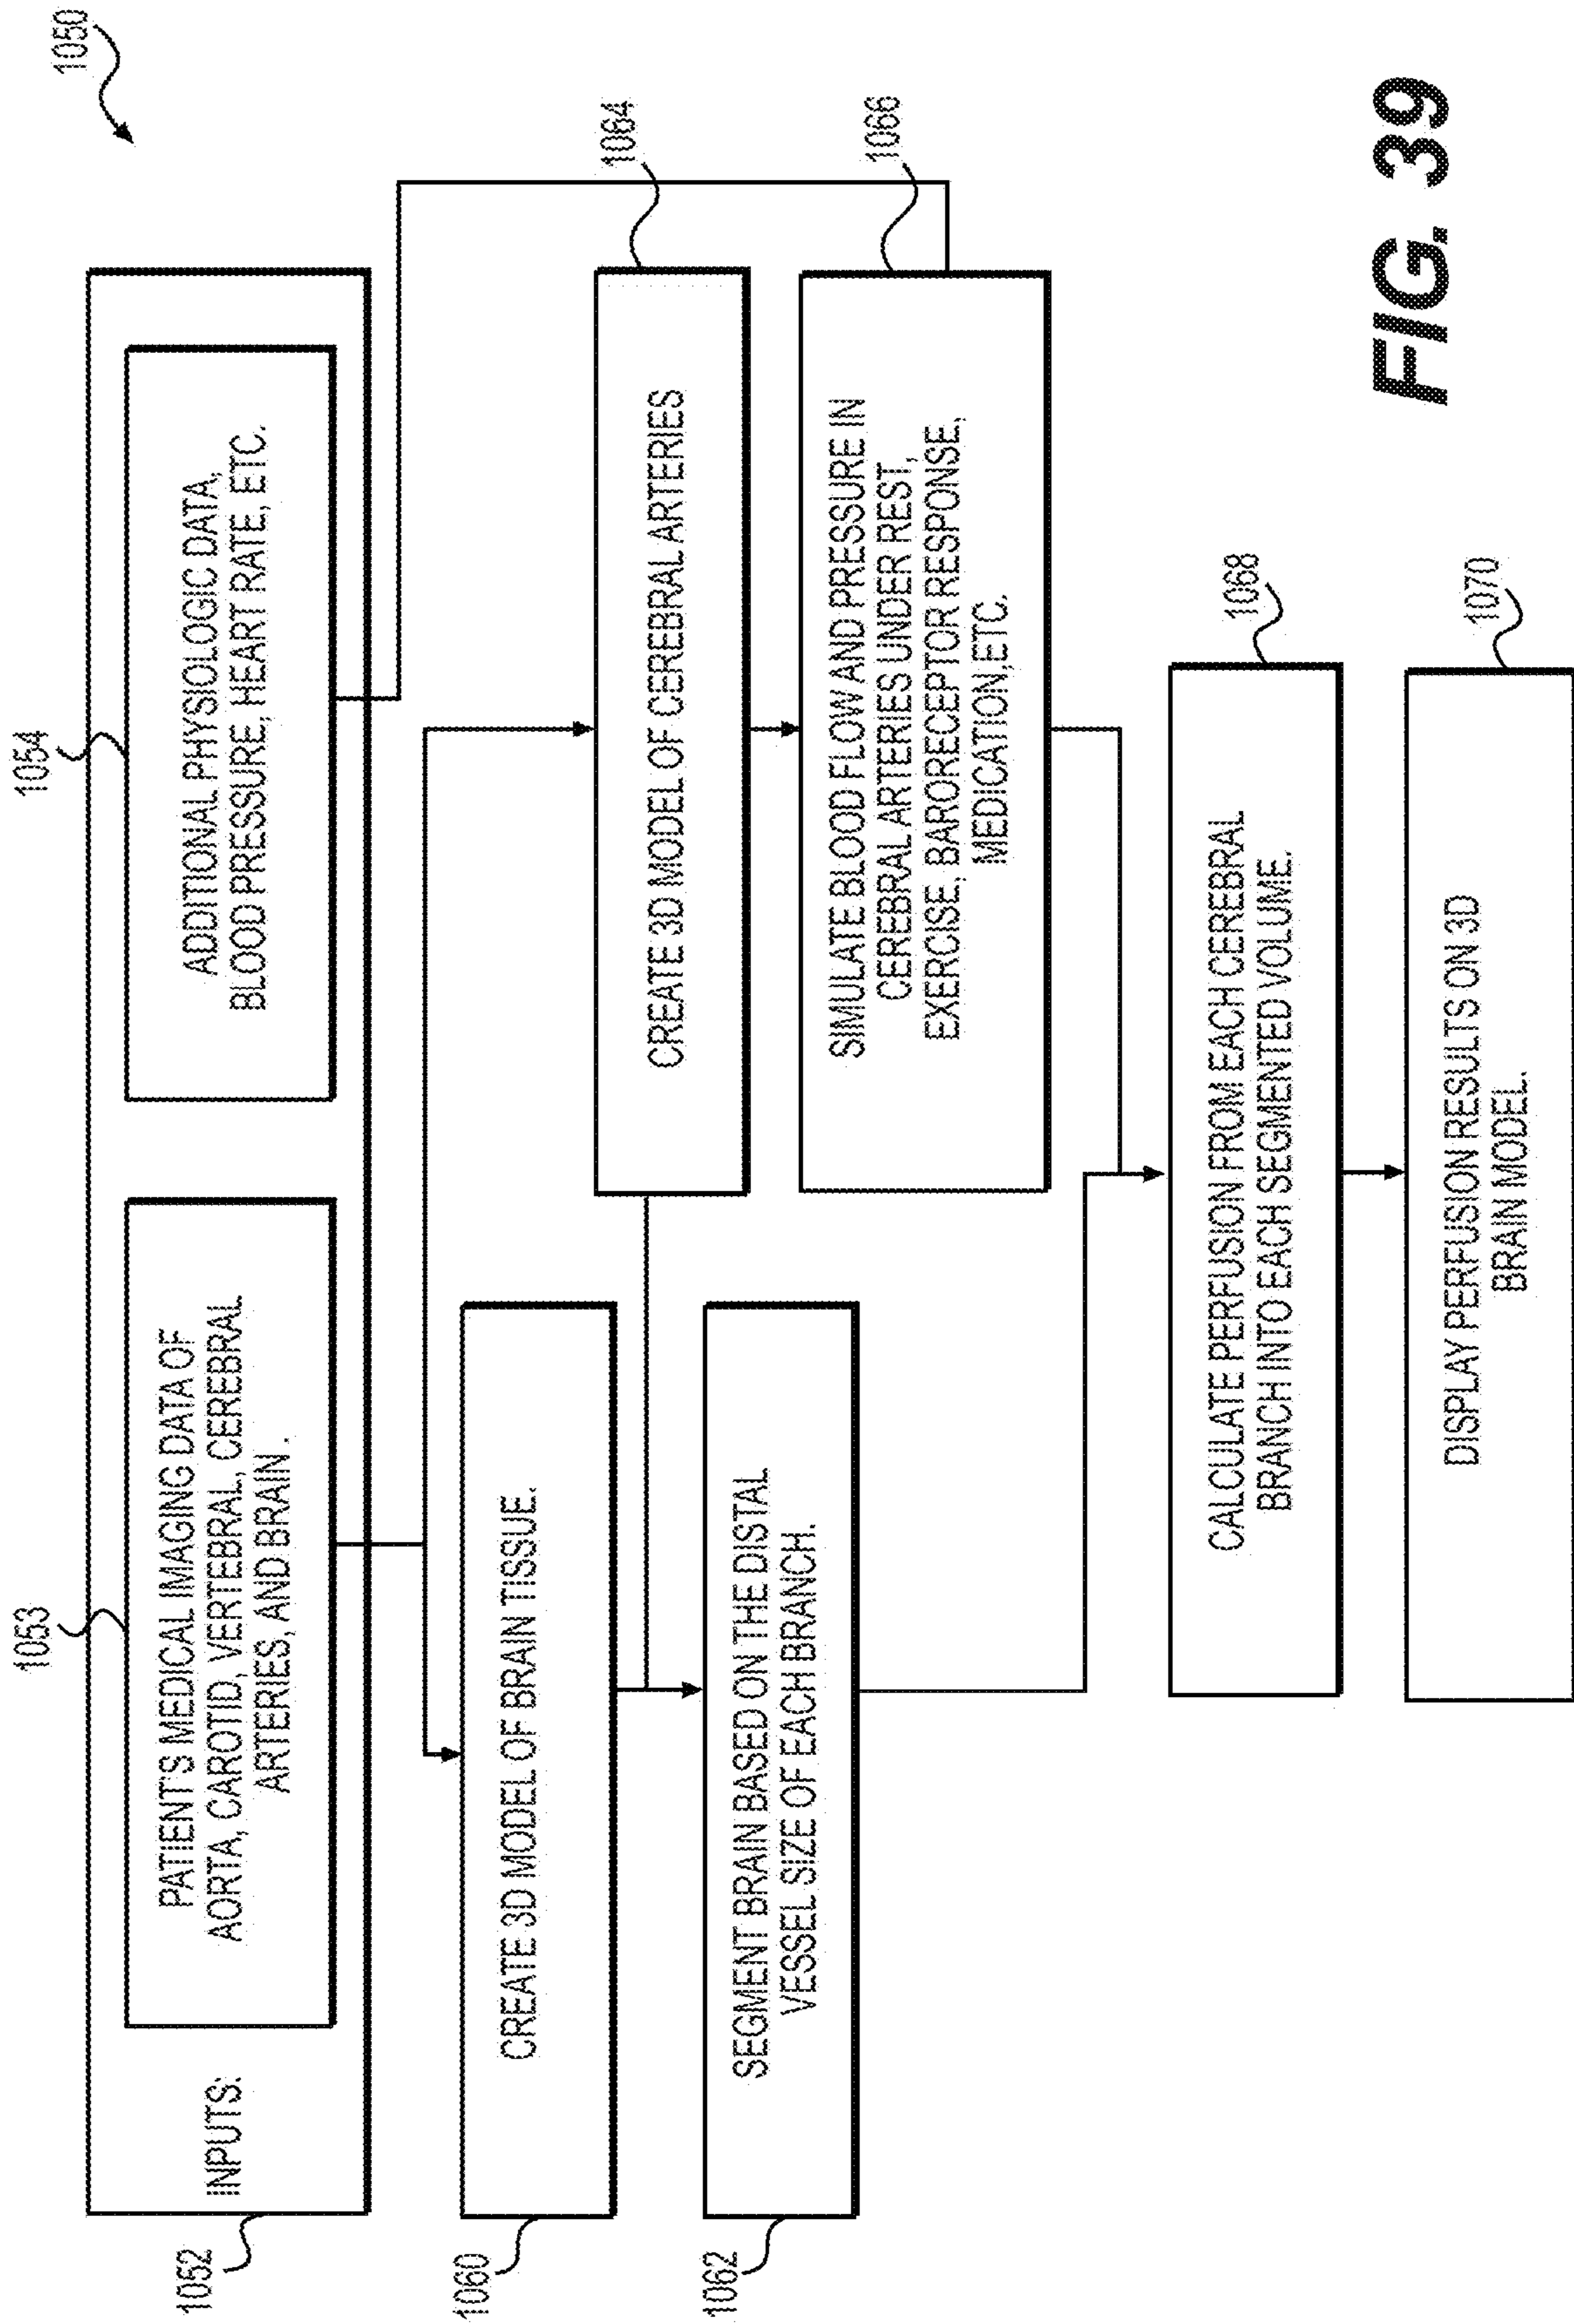 1050
1053
1054
1052
INPUTS:
PATIENT'S MEDICAL IMAGING DATA OF
AORTA, CAROTID, VERTEBRAL, CEREBRAL
ARTERIES, AND BRAIN .
ADDITIONAL PHYSIOLOGIC DATA,
BLOOD PRESSURE, HEART RATE, ETC.
1060
CREATE 3D MODEL OF BRAIN TISSUE.
1064
CREATE 3D MODEL OF CEREBRAL ARTERIES
1062
SEGMENT BRAIN BASED ON THE DISTAL
VESSEL SIZE OF EACH BRANCH.
1066
SIMULATE BLOOD FLOW AND PRESSURE IN
CEREBRAL ARTERIES UNDER REST,
EXERCISE, BARORECEPTOR RESPONSE,
MEDICATION,ETC.
1068
CALCULATE PERFUSION FROM EACH CEREBRAL
BRANCH INTO EACH SEGMENTED VOLUME.
1070
DISPLAY PERFUSION RESULTS ON 3D
BRAIN MODEL.
FIG. 39